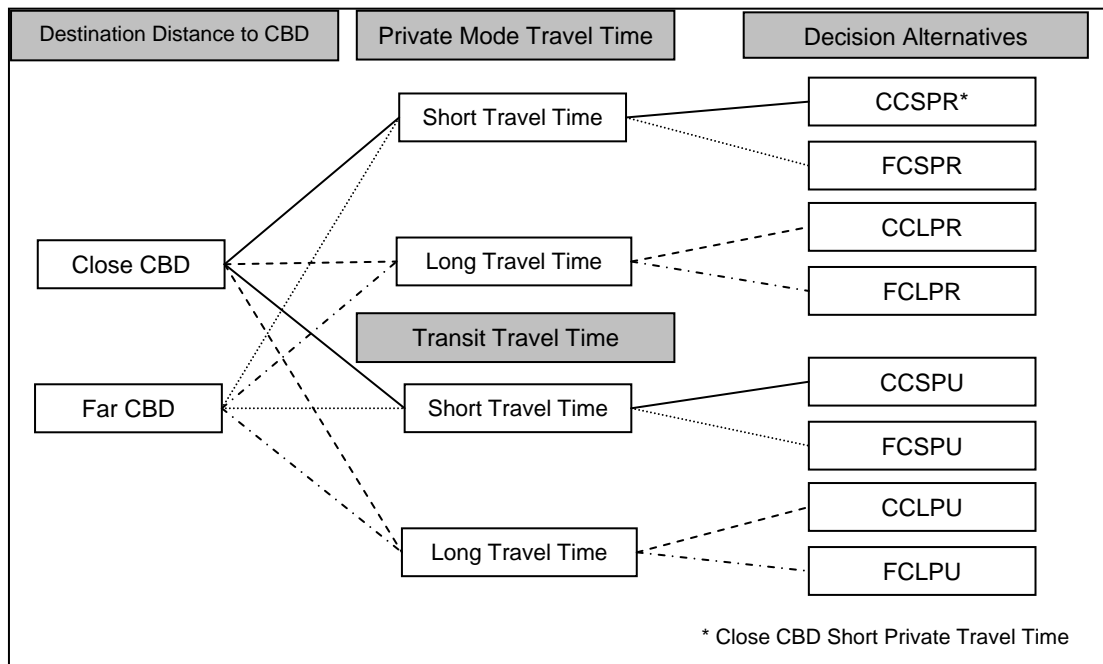 Destination Distance to CBD
Private Mode Travel Time
Decision Alternatives
Short Travel Time
CCSPR*
FCSPR
Close CBD
Long Travel Time
CCLPR
FCLPR
Transit Travel Time
Far CBD
Short Travel Time
CCSPU
FCSPU
Long Travel Time
CCLPU
FCLPU
* Close CBD Short Private Travel Time